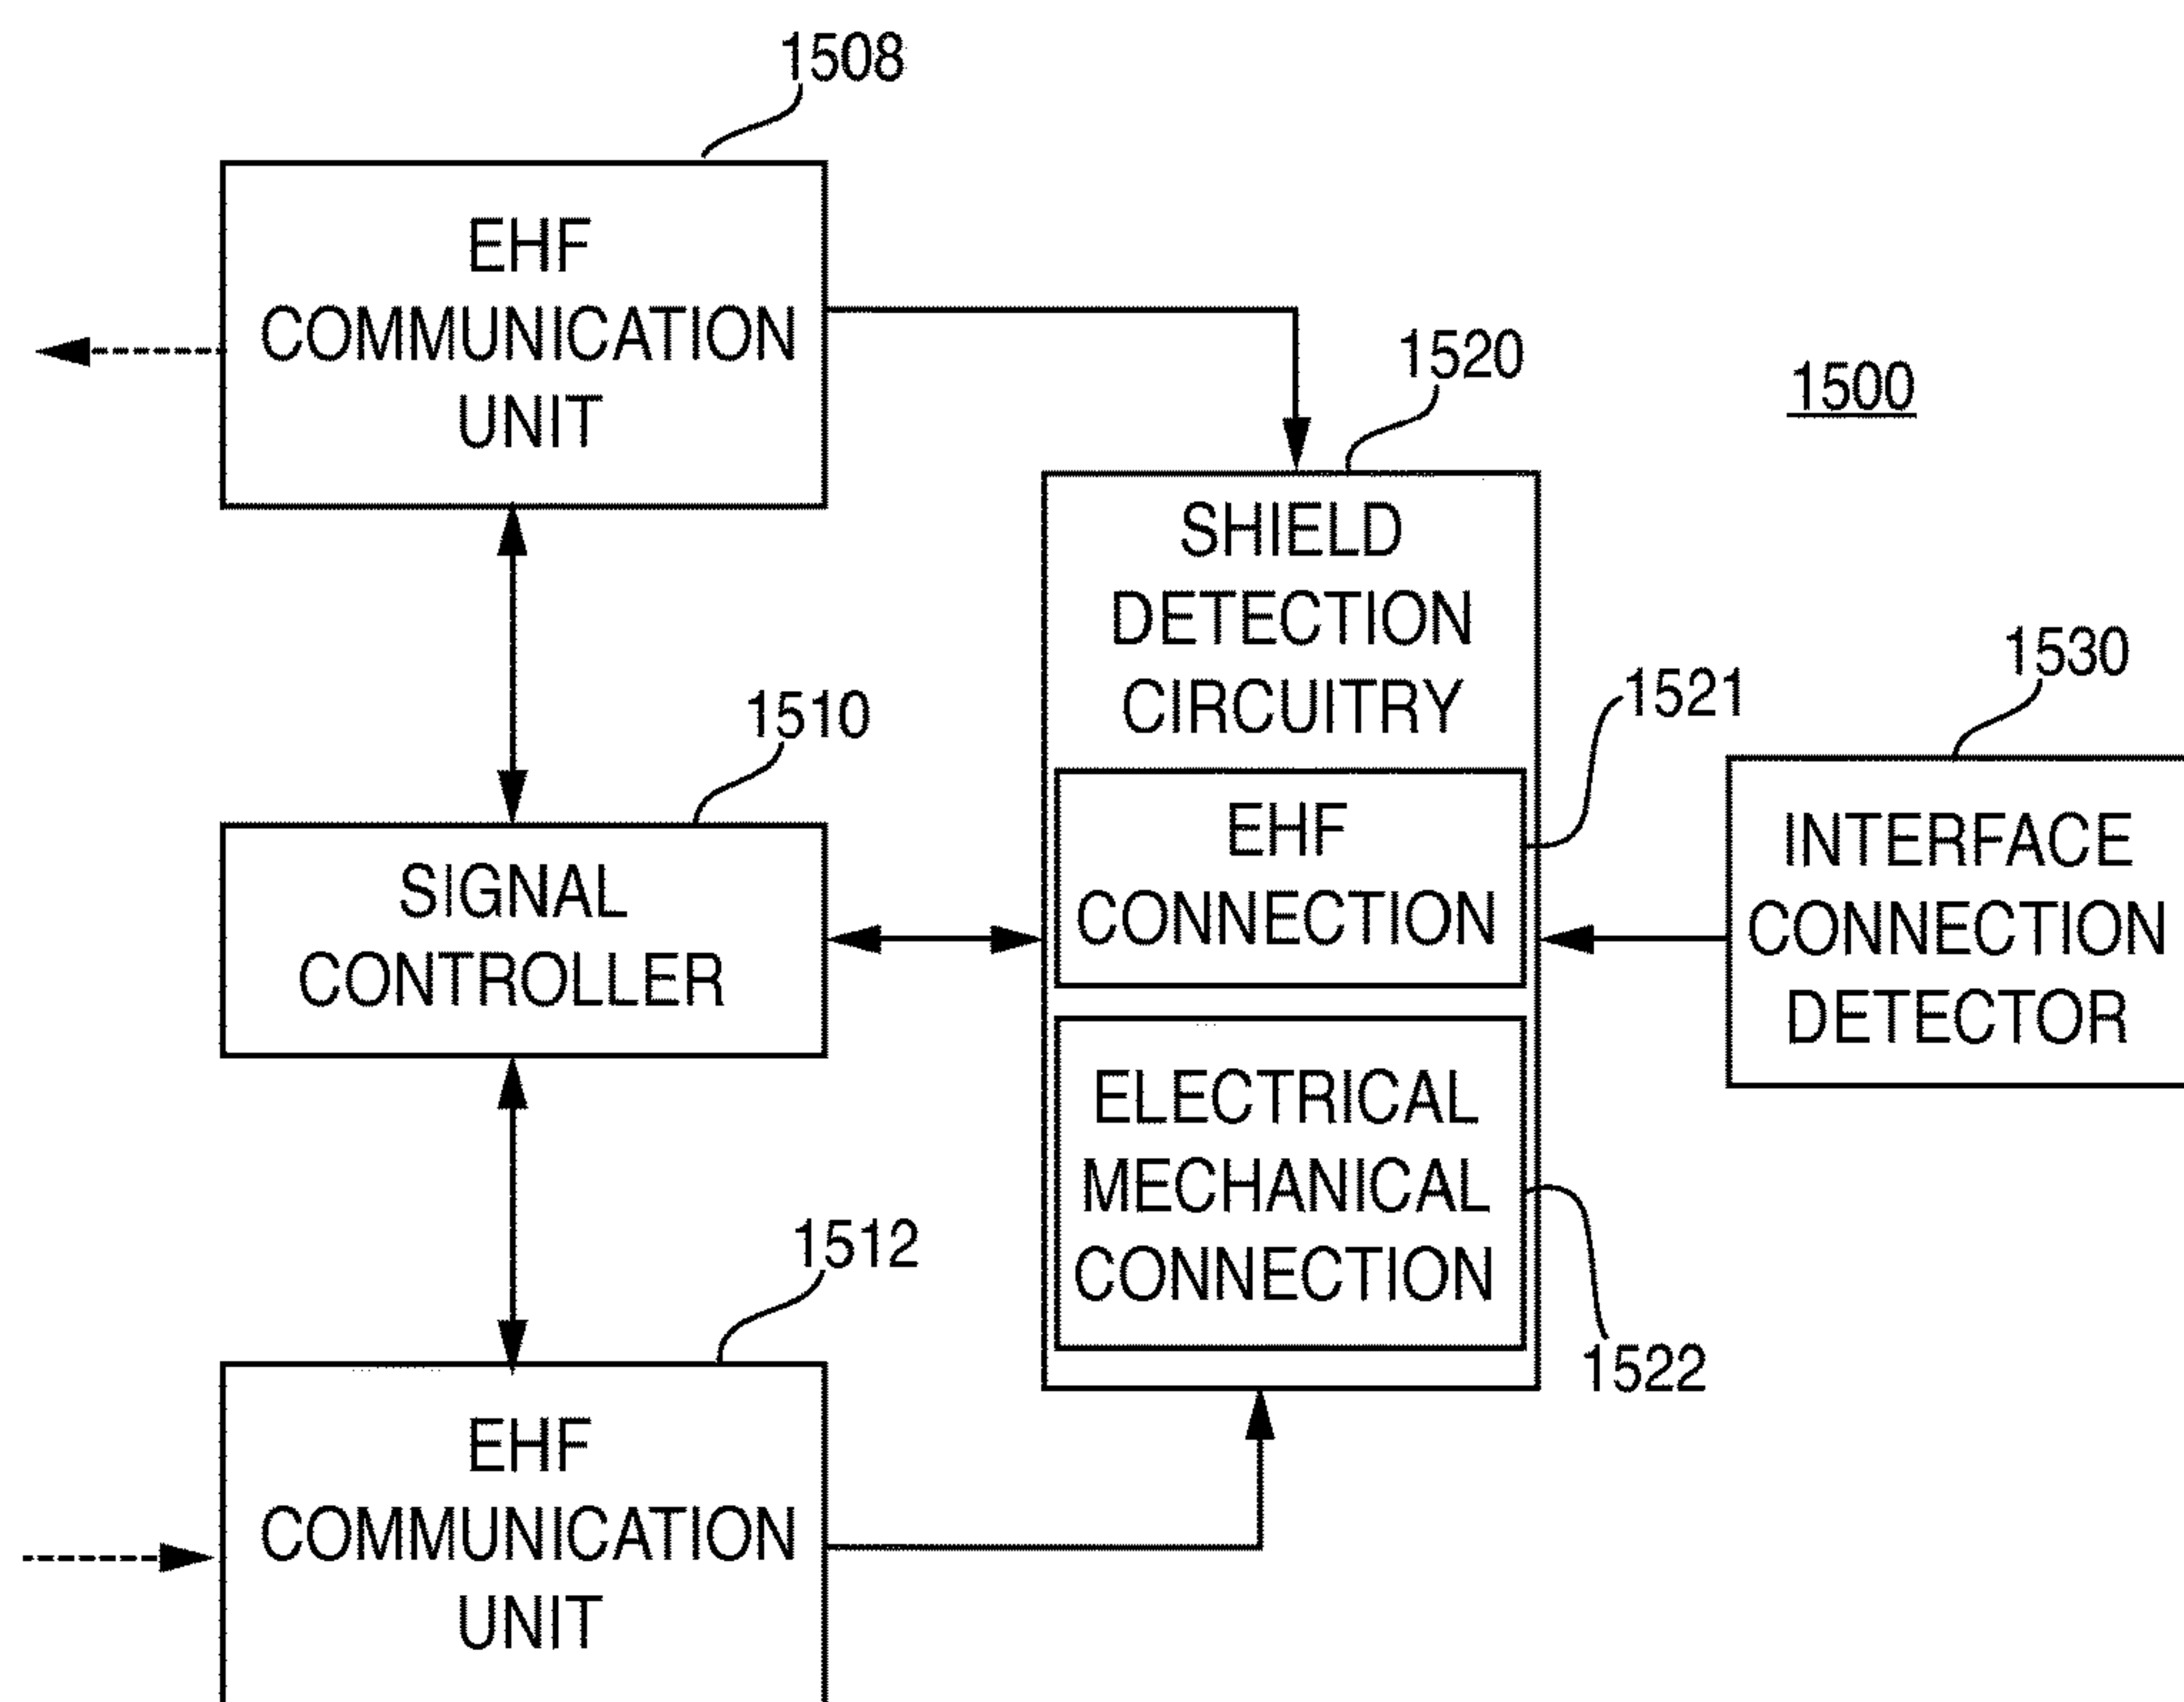 1508
EHF
COMMUNICATION
UNIT
1520
1500
SHIELD
DETECTION
CIRCUITRY
1510
SIGNAL
CONTROLLER
1521
EHF
CONNECTION
1530
INTERFACE
CONNECTION
DETECTOR
ELECTRICAL
MECHANICAL
CONNECTION
1522
1512
EHF
COMMUNICATION
UNIT